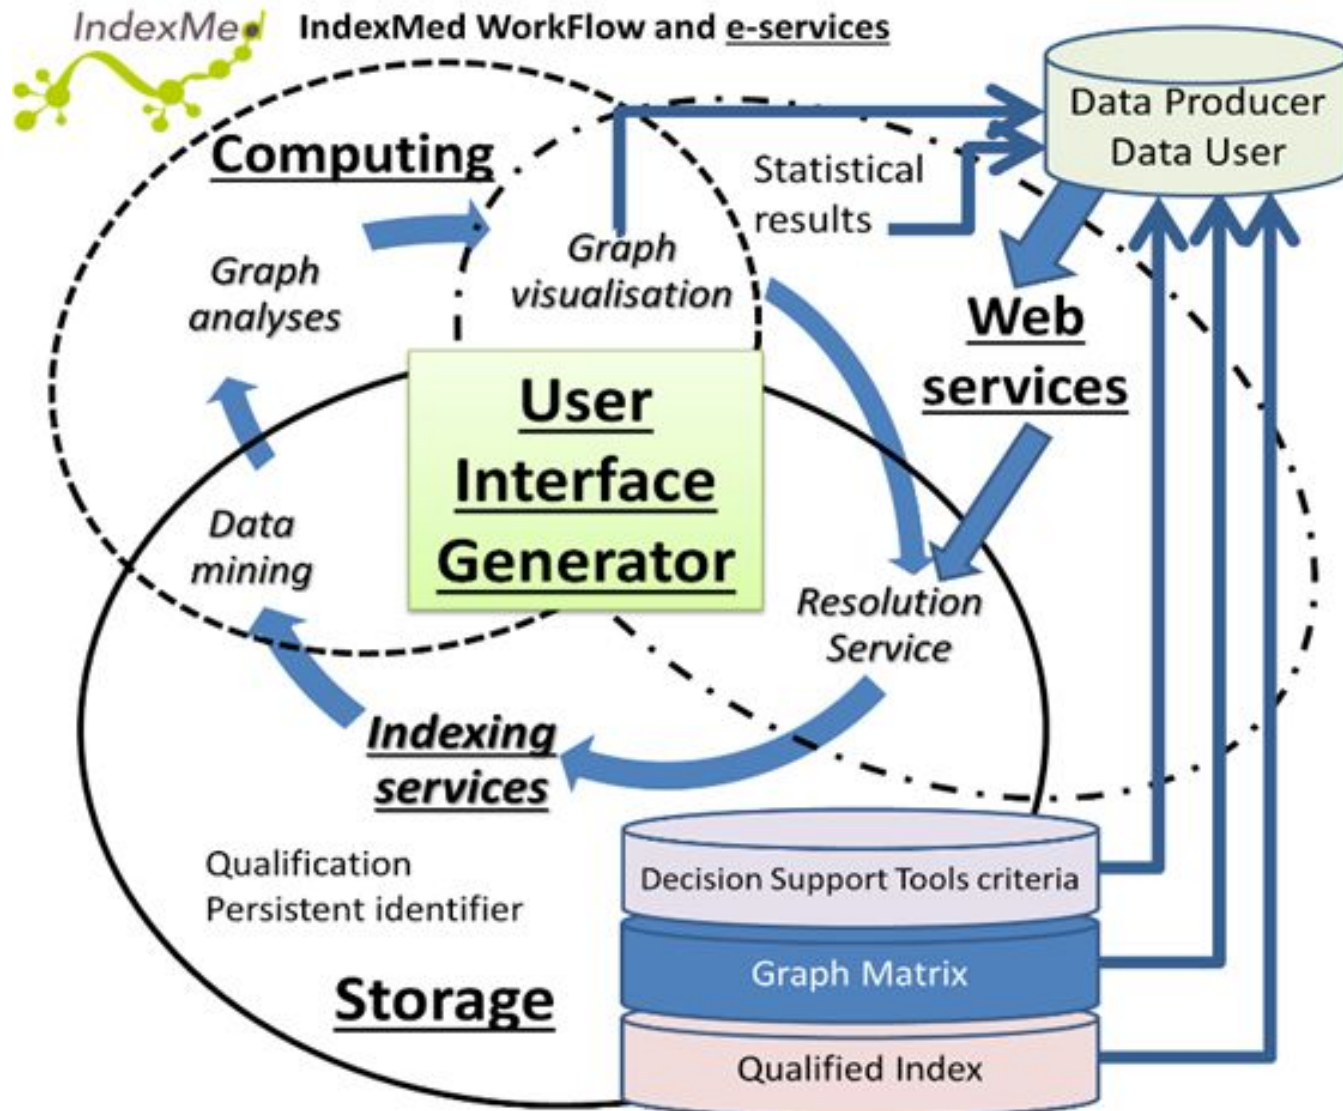 IndexMed
IndexMed WorkFlow and e-services
Data Producer
Data User
Computing
Statistical
results
Graph
visualisation
Graph
analyses
Web
services
User
Interface
Generator
Data
mining
Resolution
Service
Indexing
services
Qualification
Persistent identifier
Decision Support Tools criteria
Graph Matrix
Storage
Qualified Index